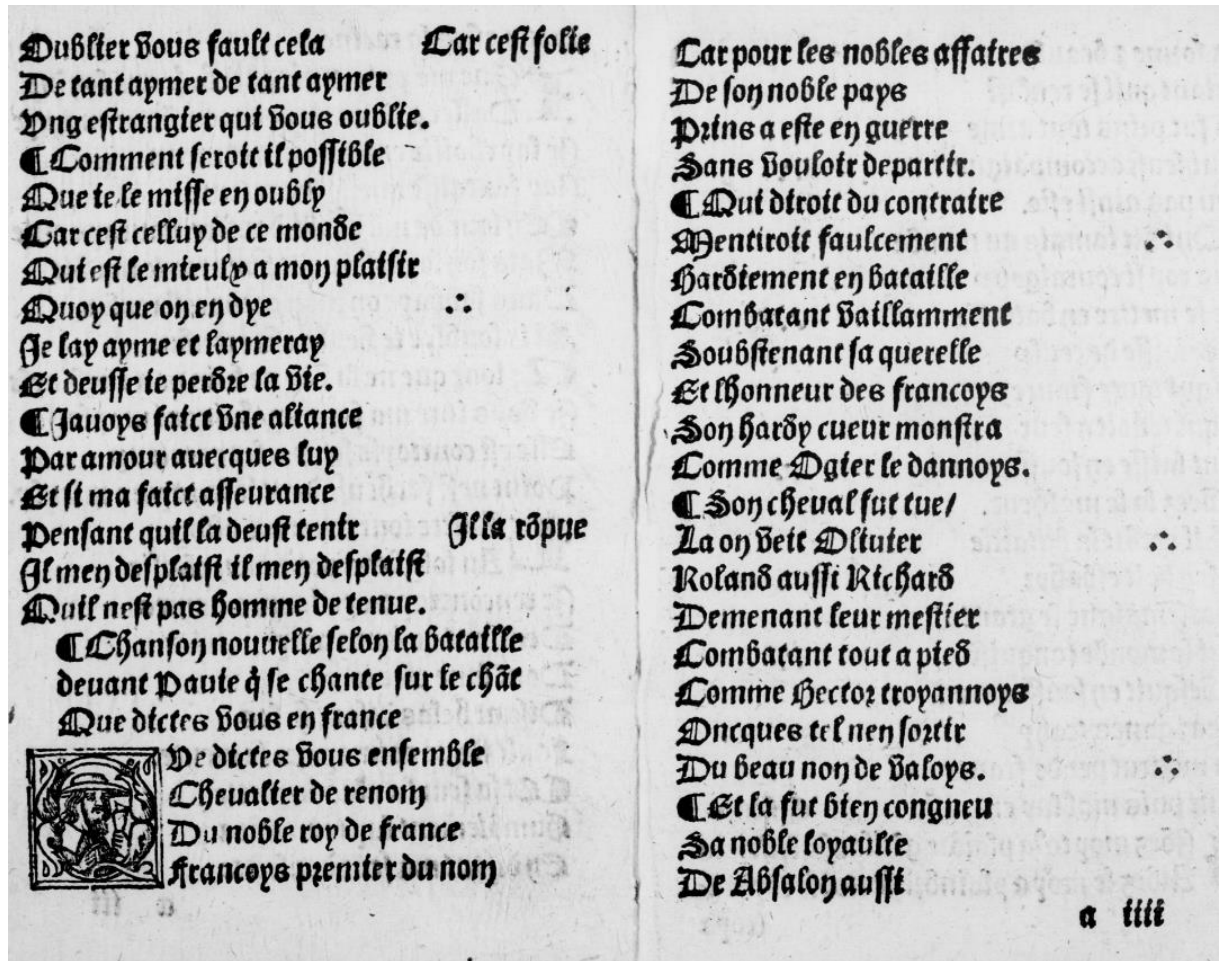 Oublier vous fault cela Car cest folie
De tant aymer de tant aymer
Ung estrangier qui vous oublie.
¶ Comment seroit il possible
Que ie le misse en oubly
Car cest celluy de ce monde
Qui est le mieulx a mon plaisir
Quoy que on en dye ∴
Je lay ayme et laymeray
Et deusse ie perdre la vie.
¶ Javoys faict vne aliance
Par amour auecques luy
Et si ma faict asseurance
Pensant quil la deust tenir Il la rõpue
Il men desplaist il men desplaist
Quil nest pas homme de tenue.
¶ Chanson nouuelle selon la bataille
devant Pavie q̃ se chante sur le chãt
Que dictes vous en france
Ue dictes vous ensemble
Chevalier de renom
Du noble roy de france
Francoys premier du nom
Car pour les nobles affaires
De son noble pays
Prins a este en guerre
Sans vouloir departir.
¶ Qui diroit du contraire
Mentiroit faulcement ∴
Hardiement en bataille
Combatant vaillamment
Soubstenant sa querelle
Et lhonneur des francoys
Son hardy cueur monstra
Comme Ogier le dannoys.
¶ Son cheval fut tue/
La on veit Olivier ∴
Roland aussi Richard
Demenant leur mestier
Combatant tout a pied
Comme Hector troyannoys
Oncques tel nen sortir
Du beau non de valoys. ∴
¶ Et la fut bien congneu
Sa noble loyaulte
De Absalon aussi
a iiii